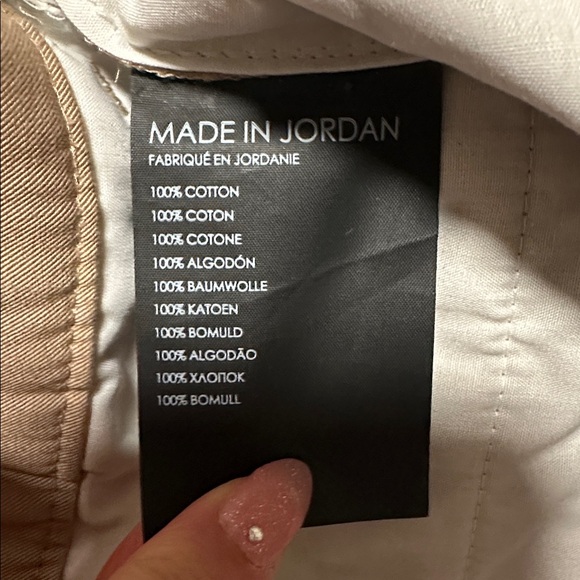 MADE IN JORDAN
FABRIQUÉ EN JORDANIE
100% COTTON
100% COTON
100% COTONE
100% ALGODÓN
100% BAUMWOLLE
100% KATOEN
100% BOMULD
100% ALGODÃO
100% ХЛОПОК
100% BOMULL